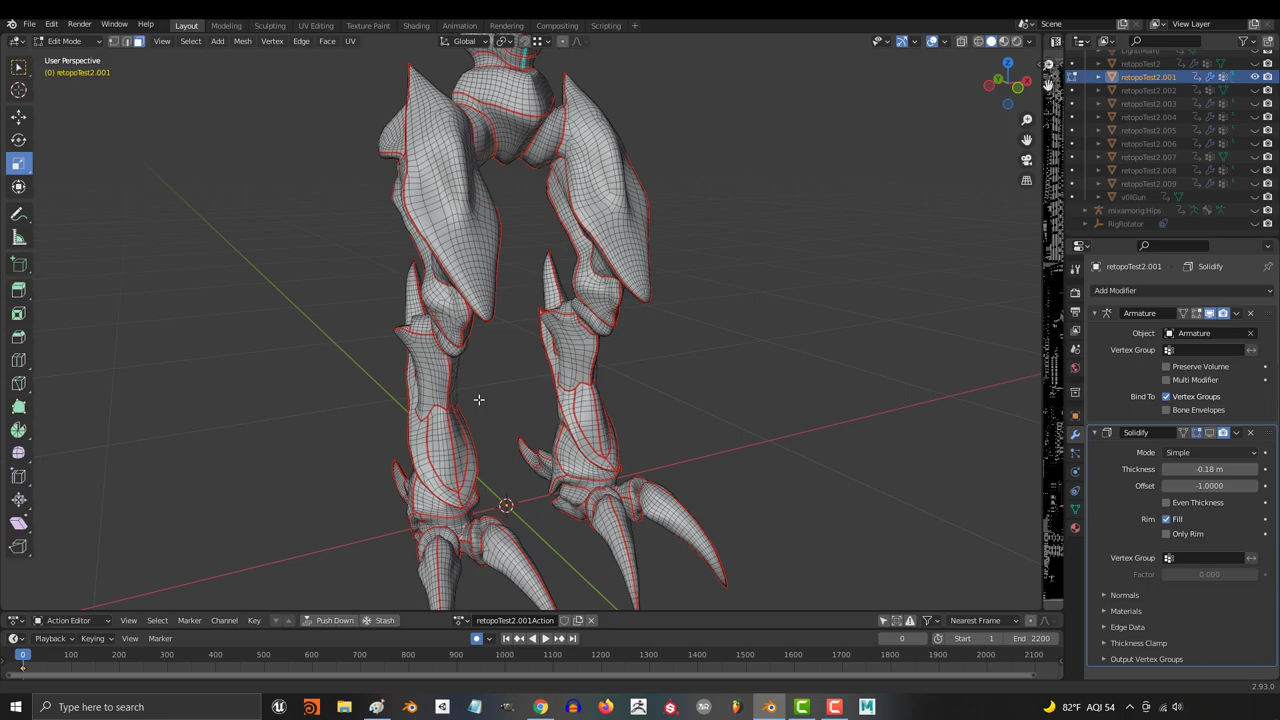 File Edit Render Window Help Layout Modeling Sculpting UV Editing Texture Paint Shading Animation Rendering Compositing Scripting + Scene View Layer
Edit Mode View Select Add Mesh Vertex Edge Face UV Global
User Perspective
(0) retopoTest2.001
Z
Y
X
Light(Main)
retopoTest2
retopoTest2.001
retopoTest2.002
retopoTest2.003
retopoTest2.004
retopoTest2.005
retopoTest2.006
retopoTest2.007
retopoTest2.008
retopoTest2.009
v0IGun
mixamorig:Hips
RigRotator
retopoTest2.001 > Solidify
Add Modifier
Armature
Object Armature
Vertex Group
Preserve Volume
Multi Modifier
Bind To Vertex Groups
Bone Envelopes
Solidify
Mode Simple
Thickness -0.18 m
Offset -1.0000
Even Thickness
Rim Fill
Only Rim
Vertex Group
Factor 0.000
Normals
Materials
Edge Data
Thickness Clamp
Output Vertex Groups
Action Editor View Select Marker Channel Key Push Down Stash retopoTest2.001Action Nearest Frame
Playback Keying View Marker 0 Start 1 End 2200
0 100 200 300 400 500 600 700 800 900 1000 1100 1200 1300 1400 1500 1600 1700 1800 1900 2000 2100
2.93.0
Type here to search 82°F AQI 54